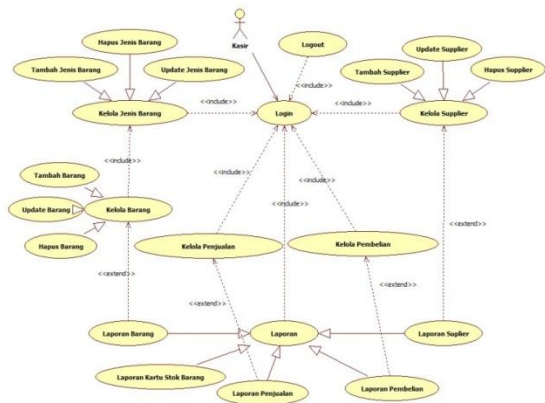 Hapus Jenis Barang
Tambah Jenis Barang
Update Jenis Barang
Kelola Jenis Barang
Kasir
Logout
Update Supplier
Tambah Supplier
Hapus Supplier
<<include>>
<<include>>
<<include>>
Login
Kelola Supplier
<<include>>
<<include>>
<<include>>
<<include>>
Tambah Barang
Update Barang
Kelola Barang
Hapus Barang
Kelola Penjualan
Kelola Pembelian
<<extend>>
<<extend>>
<<extend>>
<<extend>>
Laporan Barang
Laporan
Laporan Suplier
Laporan Kartu Stok Barang
Laporan Penjualan
Laporan Pembelian